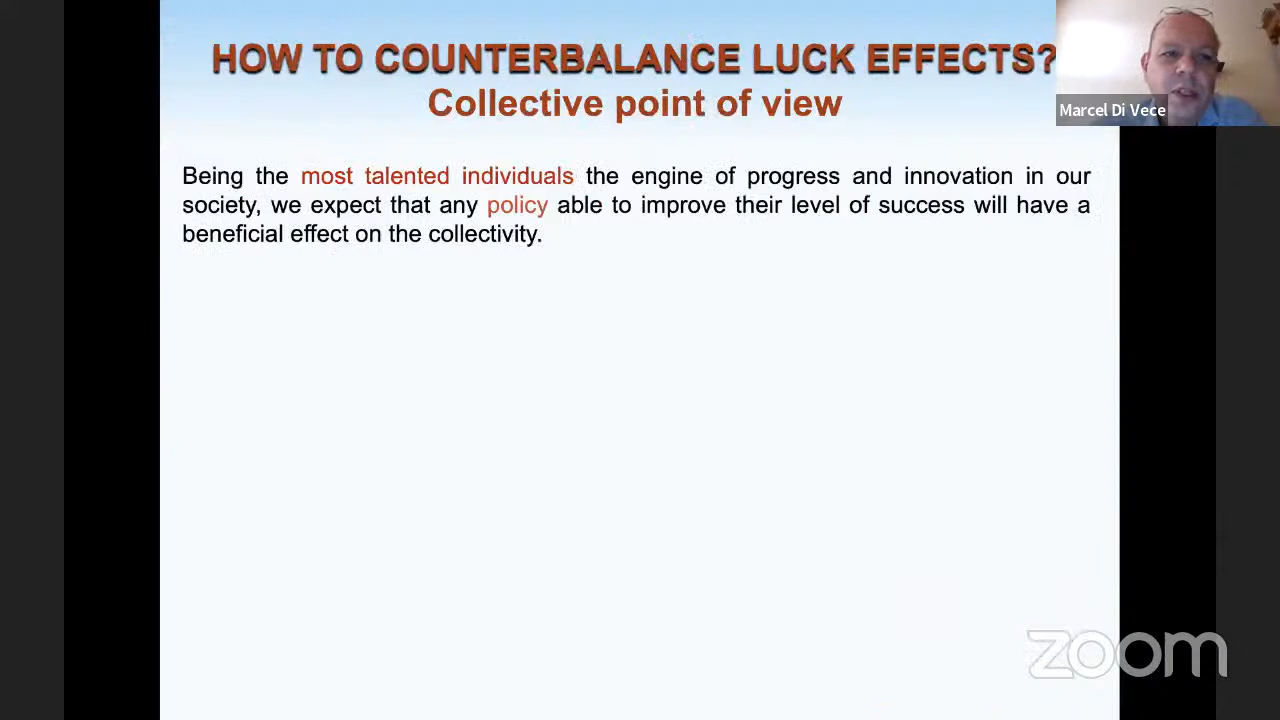 HOW TO COUNTERBALANCE LUCK EFFECTS?
Collective point of view
Marcel Di Vece
Being the most talented individuals the engine of progress and innovation in our
society, we expect that any policy able to improve their level of success will have a
beneficial effect on the collectivity.
zoom